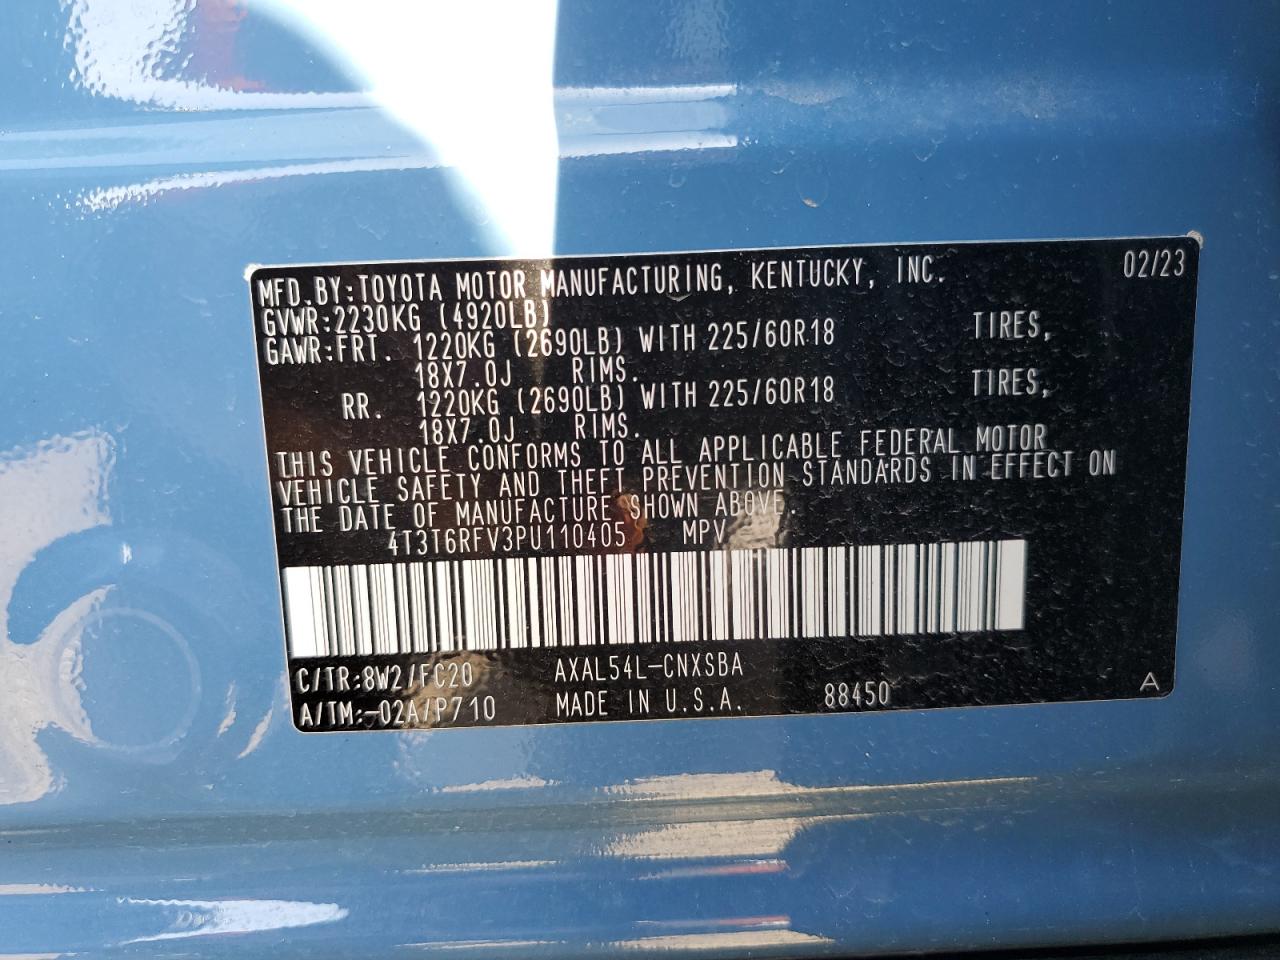 MFD.BY:TOYOTA MOTOR MANUFACTURING, KENTUCKY, INC. 02/23
GVWR:2230KG (4920LB)
GAWR:FRT. 1220KG (2690LB) WITH 225/60R18 TIRES,
18X7.0J RIMS.
RR. 1220KG (2690LB) WITH 225/60R18 TIRES,
18X7.0J RIMS.
THIS VEHICLE CONFORMS TO ALL APPLICABLE FEDERAL MOTOR
VEHICLE SAFETY AND THEFT PREVENTION STANDARDS IN EFFECT ON
THE DATE OF MANUFACTURE SHOWN ABOVE.
4T3T6RFV3PU110405 MPV
C/TR:8W2/FC20 AXAL54L-CNXSBA
A/TM:-02A/P710 MADE IN U.S.A. 88450 A